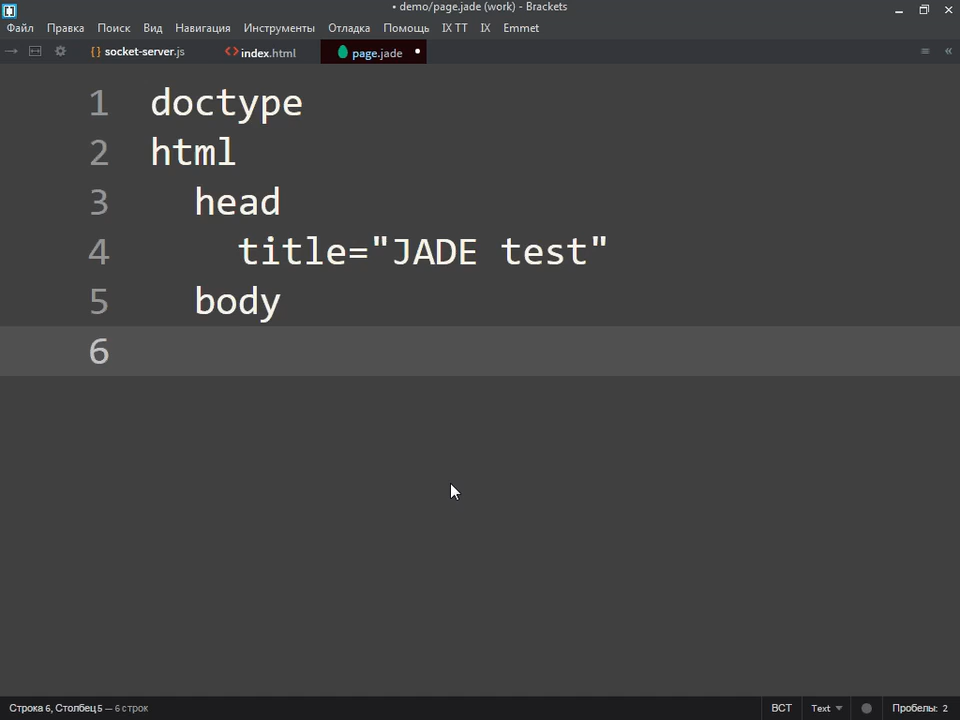 • demo/page.jade (work) - Brackets
Файл Правка Поиск Вид Навигация Инструменты Отладка Помощь IX TT IX Emmet
{} socket-server.js <> index.html page.jade •
1 doctype
2 html
3 head
4 title="JADE test"
5 body
6
Строка 6, Столбец 5 — 6 строк ВСТ Text Пробелы: 2